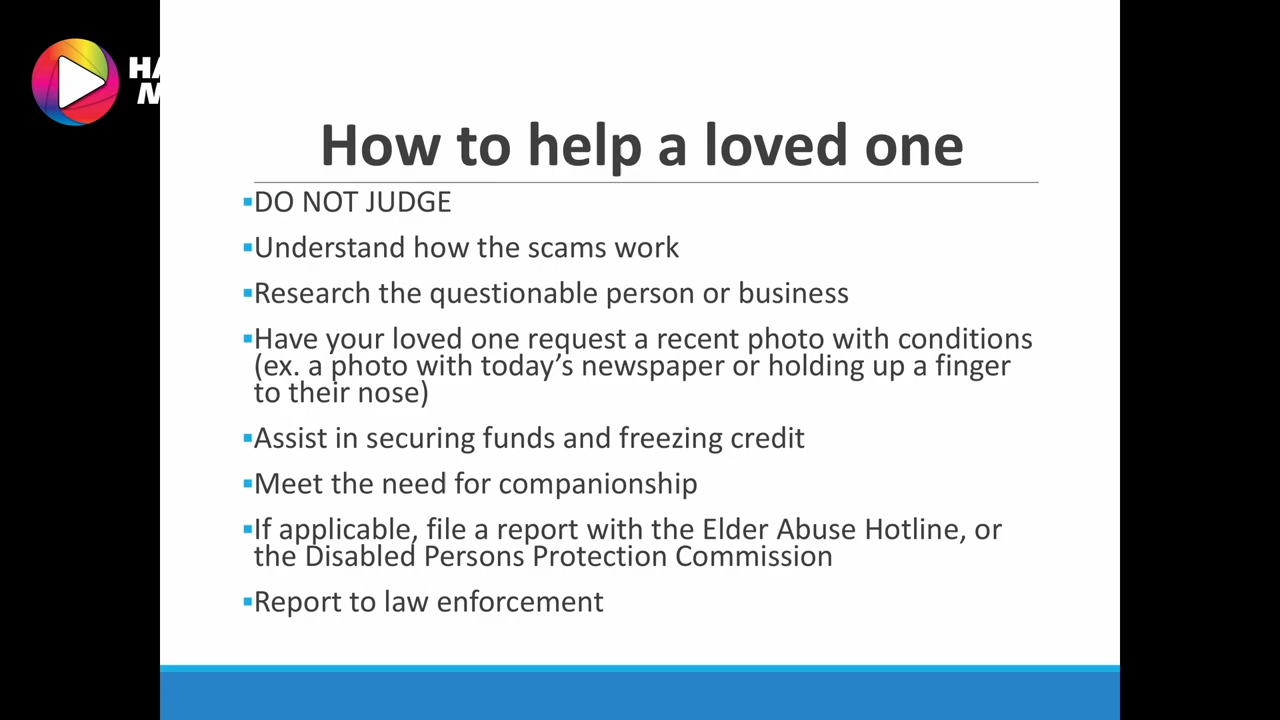 HA
M
How to help a loved one
▪DO NOT JUDGE
▪Understand how the scams work
▪Research the questionable person or business
▪Have your loved one request a recent photo with conditions
(ex. a photo with today’s newspaper or holding up a finger
to their nose)
▪Assist in securing funds and freezing credit
▪Meet the need for companionship
▪If applicable, file a report with the Elder Abuse Hotline, or
the Disabled Persons Protection Commission
▪Report to law enforcement